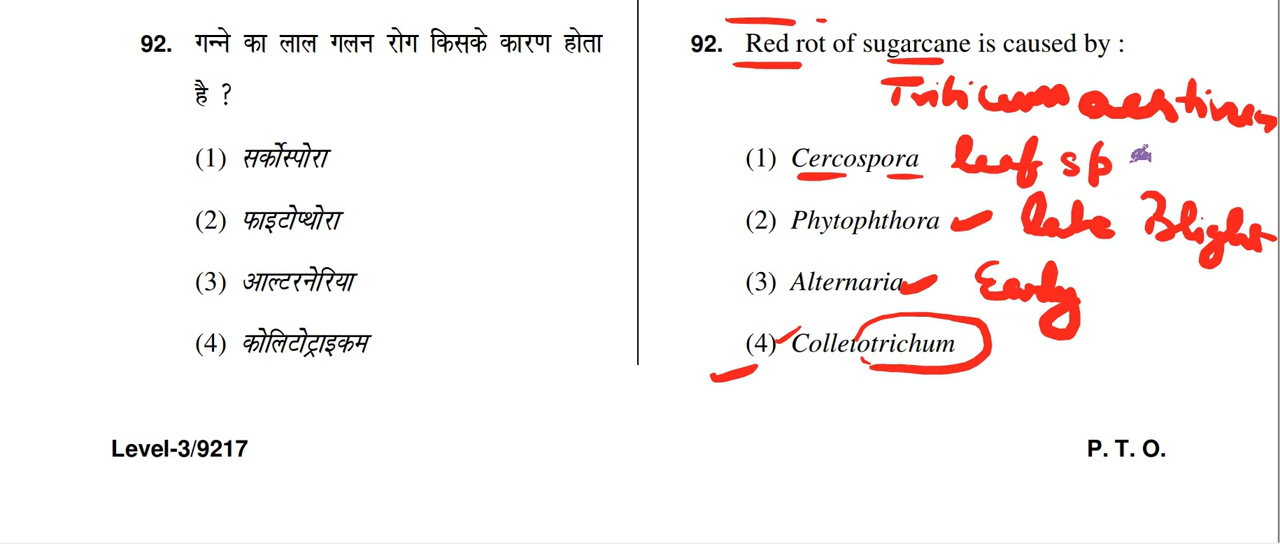 92. गन्ने का लाल गलन रोग किसके कारण होता
है ?
(1) सर्कोस्पोरा
(2) फाइटोप्थोरा
(3) आल्टरनेरिया
(4) कोलिटोट्राइकम
Level-3/9217
92. Red rot of sugarcane is caused by :
(1) Cercospora leaf sp
(2) Phytophthora late Blight
(3) Alternaria Early
(4) Colletotrichum
P. T. O.